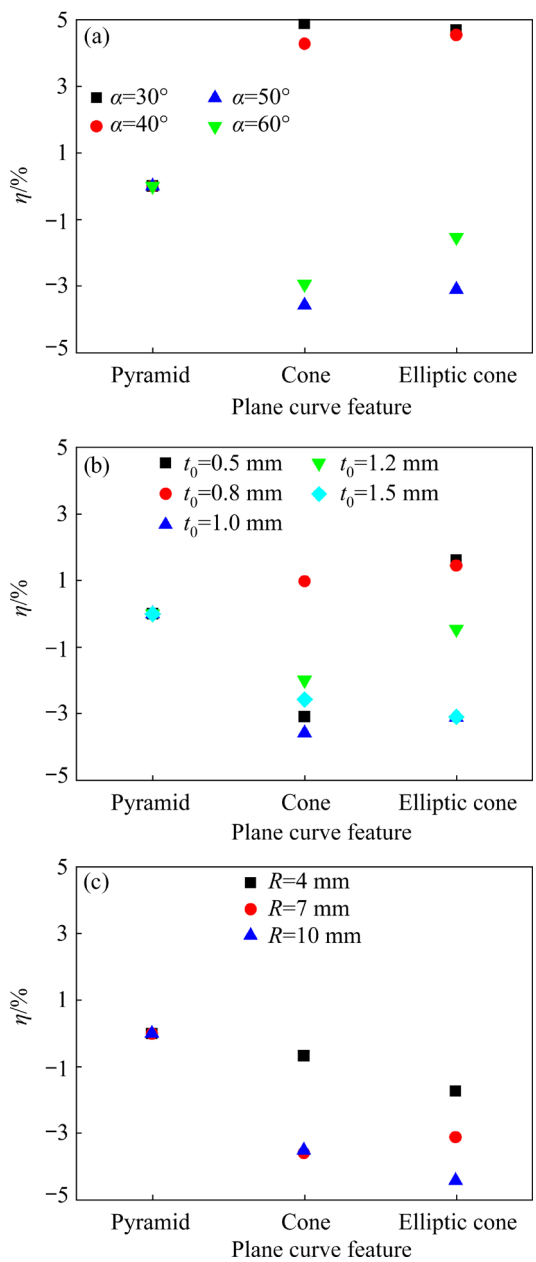 (a)
5
3
1
−1
−3
−5
η/%
α=30° α=50°
α=40° α=60°
Pyramid Cone Elliptic cone
Plane curve feature
(b)
5
3
1
−1
−3
−5
η/%
t0=0.5 mm t0=1.2 mm
t0=0.8 mm t0=1.5 mm
t0=1.0 mm
Pyramid Cone Elliptic cone
Plane curve feature
(c)
5
3
1
−1
−3
−5
η/%
R=4 mm
R=7 mm
R=10 mm
Pyramid Cone Elliptic cone
Plane curve feature